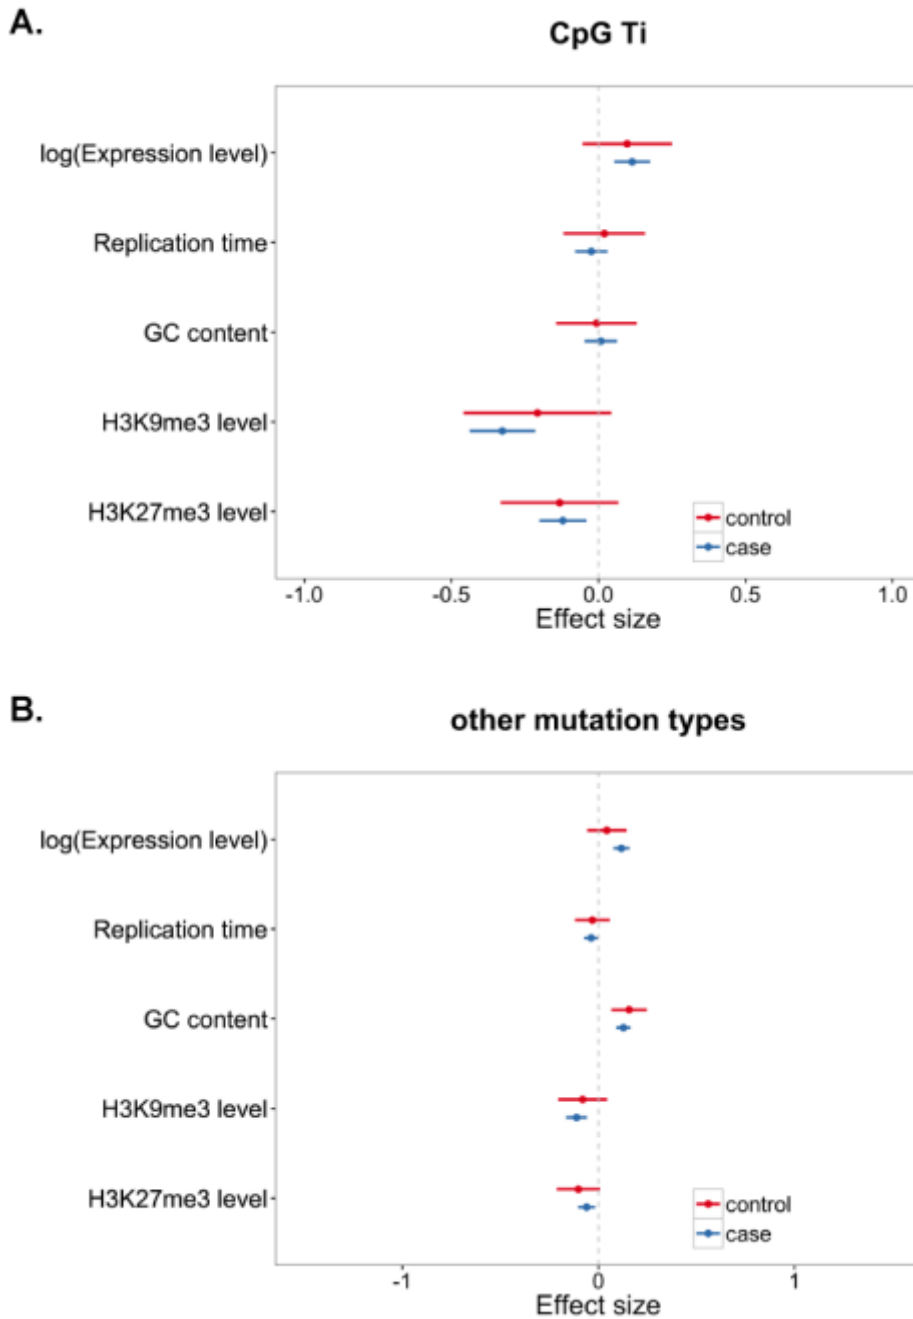 A.
CpG Ti
log(Expression level)
Replication time
GC content
H3K9me3 level
H3K27me3 level
control
case
-1.0 -0.5 0.0 0.5 1.0
Effect size
B.
other mutation types
log(Expression level)
Replication time
GC content
H3K9me3 level
H3K27me3 level
control
case
-1 0 1
Effect size